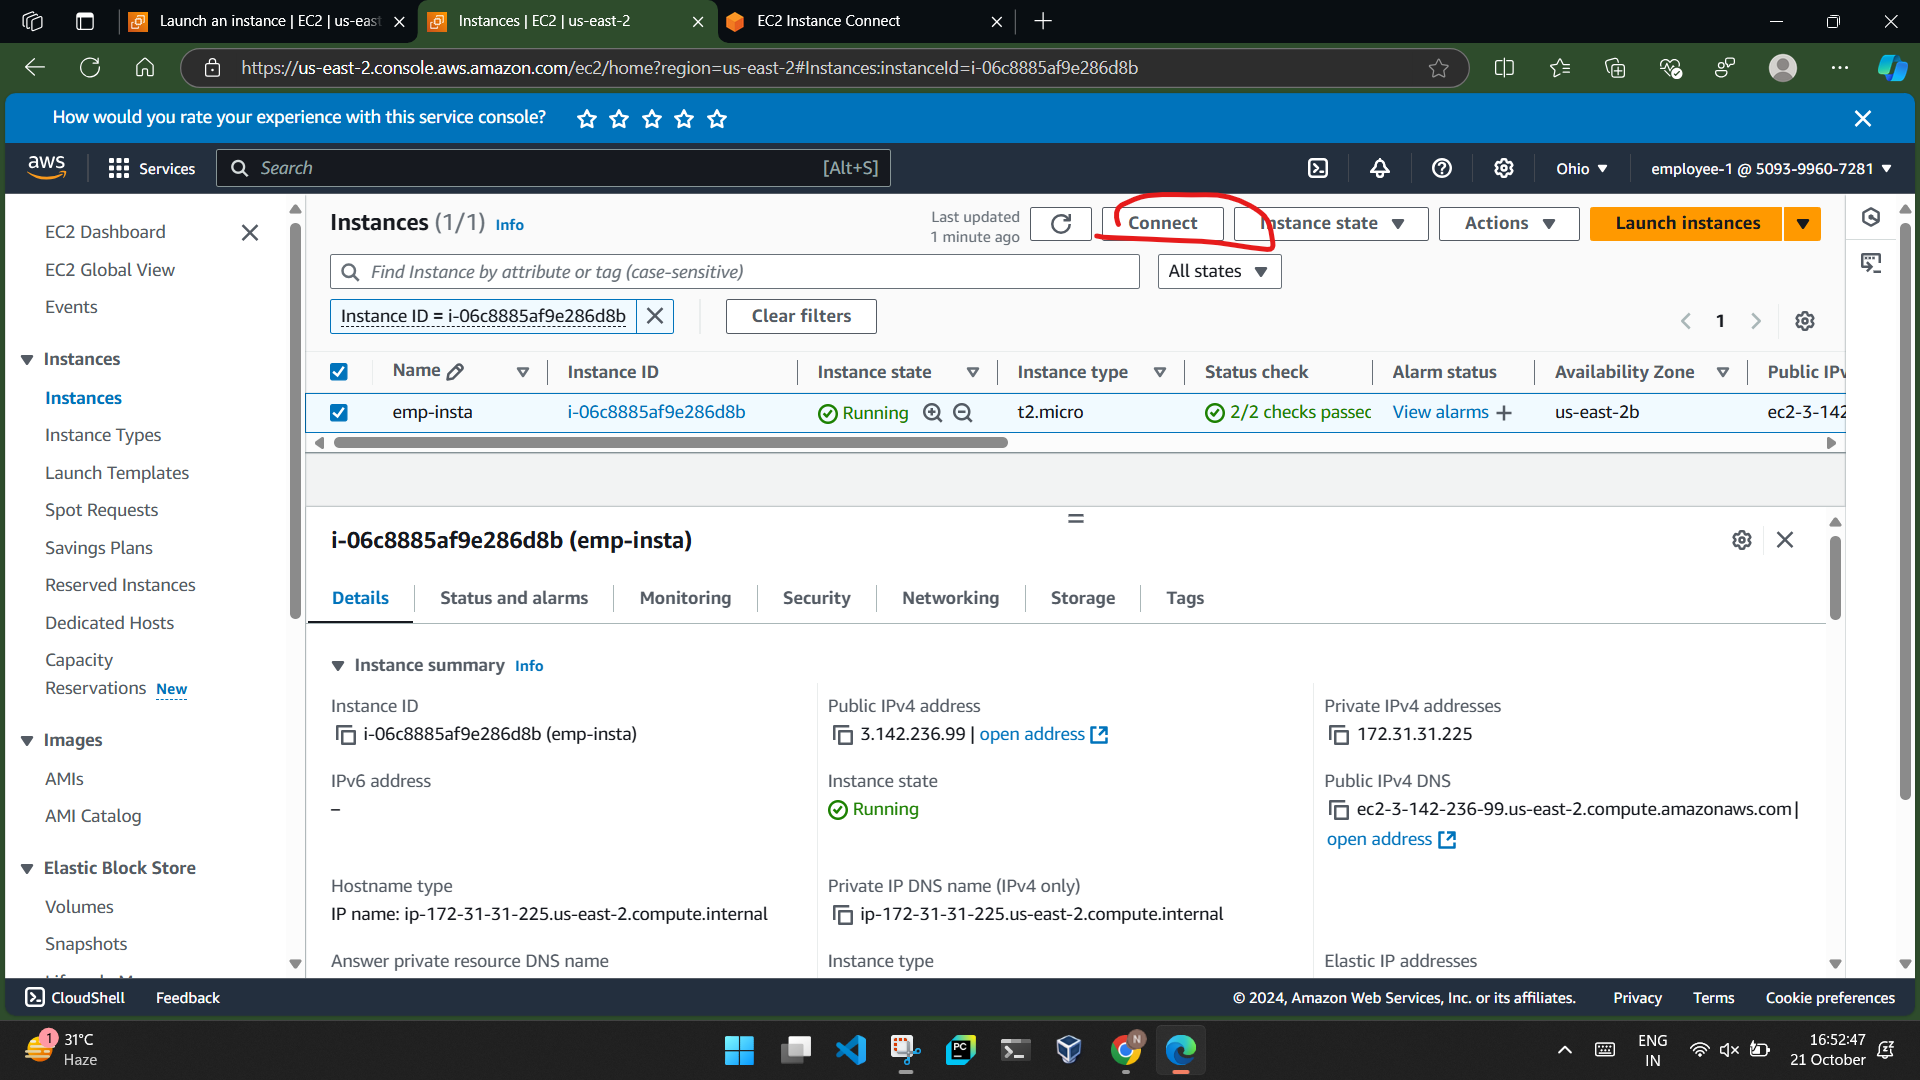 Launch an instance | EC2 | us-east
Instances | EC2 | us-east-2
EC2 Instance Connect
https://us-east-2.console.aws.amazon.com/ec2/home?region=us-east-2#Instances:instanceId=i-06c8885af9e286d8b
How would you rate your experience with this service console?
aws
Services
Search
[Alt+S]
Ohio
employee-1 @ 5093-9960-7281
EC2 Dashboard
EC2 Global View
Events
Instances
Instances
Instance Types
Launch Templates
Spot Requests
Savings Plans
Reserved Instances
Dedicated Hosts
Capacity
Reservations New
Images
AMIs
AMI Catalog
Elastic Block Store
Volumes
Snapshots
Instances (1/1) Info
Last updated
1 minute ago
Connect
Instance state
Actions
Launch instances
Find Instance by attribute or tag (case-sensitive)
All states
Instance ID = i-06c8885af9e286d8b
Clear filters
1
Name
Instance ID
Instance state
Instance type
Status check
Alarm status
Availability Zone
Public IPv
emp-insta
i-06c8885af9e286d8b
Running
t2.micro
2/2 checks passed
View alarms
us-east-2b
ec2-3-142
i-06c8885af9e286d8b (emp-insta)
Details
Status and alarms
Monitoring
Security
Networking
Storage
Tags
Instance summary Info
Instance ID
i-06c8885af9e286d8b (emp-insta)
Public IPv4 address
3.142.236.99 | open address
Private IPv4 addresses
172.31.31.225
IPv6 address
–
Instance state
Running
Public IPv4 DNS
ec2-3-142-236-99.us-east-2.compute.amazonaws.com |
open address
Hostname type
IP name: ip-172-31-31-225.us-east-2.compute.internal
Private IP DNS name (IPv4 only)
ip-172-31-31-225.us-east-2.compute.internal
Answer private resource DNS name
Instance type
Elastic IP addresses
CloudShell
Feedback
© 2024, Amazon Web Services, Inc. or its affiliates.
Privacy
Terms
Cookie preferences
1
31°C
Haze
PC
N
ENG
IN
16:52:47
21 October